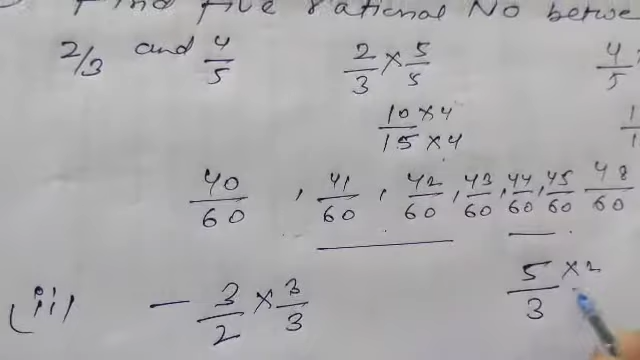 Find five rational No betwe
2/3 and 4/5 2/3 × 5/5 4/5
10×4/15×4
40/60 , 41/60 , 42/60 , 43/60 , 44/60 , 45/60 48/60
(ii) - 3/2 × 3/3 5/3 ×2